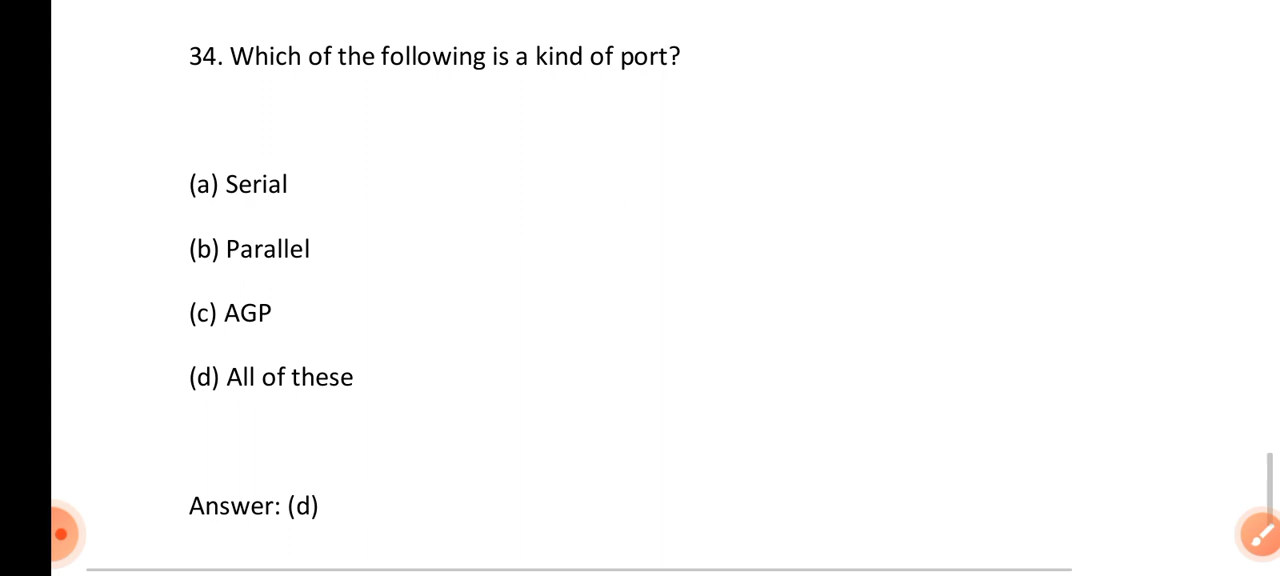 34. Which of the following is a kind of port?
(a) Serial
(b) Parallel
(c) AGP
(d) All of these
Answer: (d)